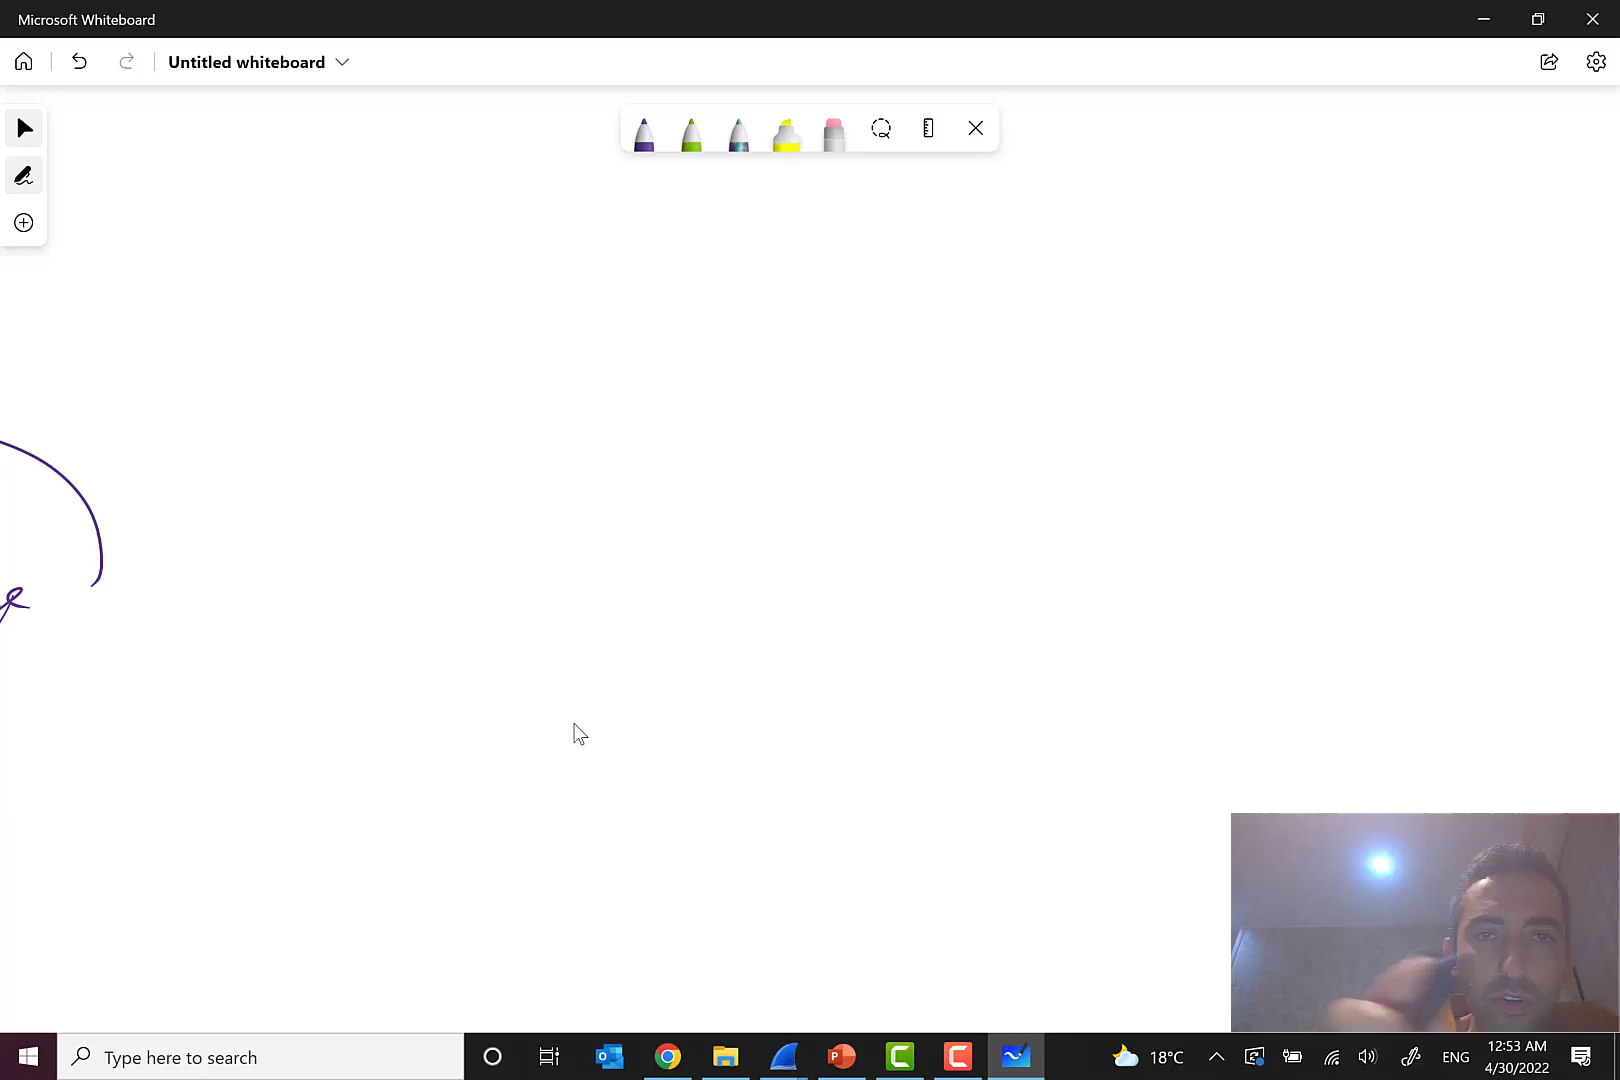 Microsoft Whiteboard
Untitled whiteboard
Type here to search
18°C
ENG
12:53 AM
4/30/2022